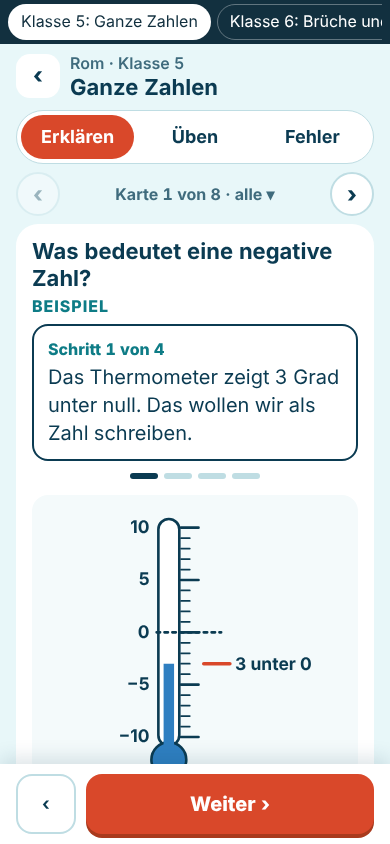 Klasse 5: Ganze Zahlen
Klasse 6: Brüche und
‹
Rom · Klasse 5
Ganze Zahlen
Erklären
Üben
Fehler
‹
Karte 1 von 8 · alle ▾
›
Was bedeutet eine negative
Zahl?
BEISPIEL
Schritt 1 von 4
Das Thermometer zeigt 3 Grad
unter null. Das wollen wir als
Zahl schreiben.
10
5
0
3 unter 0
−5
−10
‹
Weiter ›